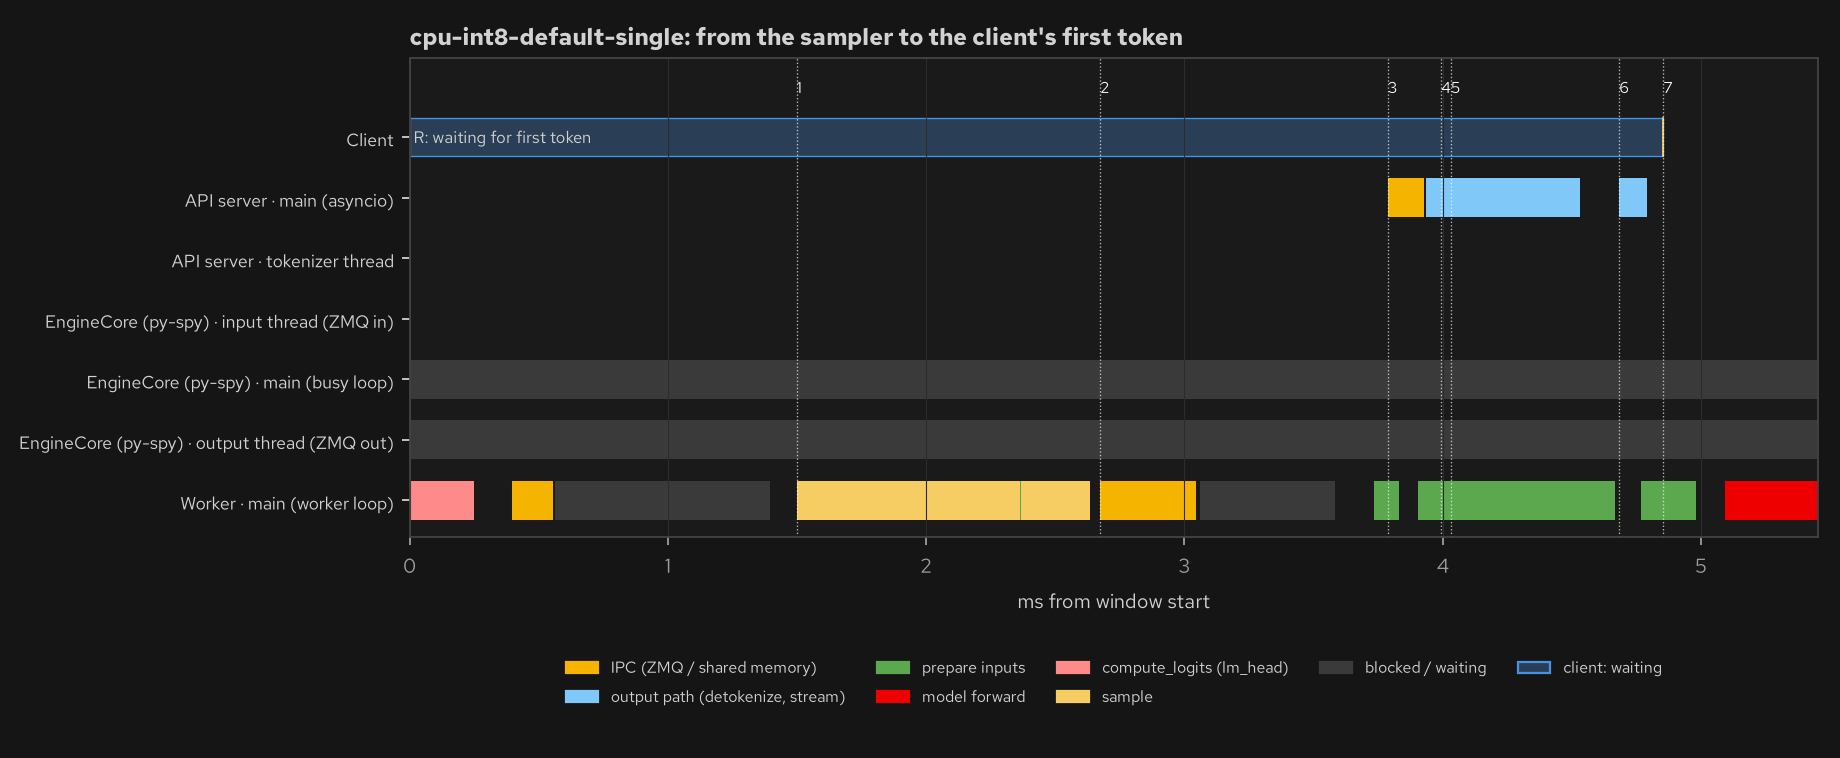 cpu-int8-default-single: from the sampler to the client's first token
1 2 3 4 5 6 7
Client
R: waiting for first token
API server · main (asyncio)
API server · tokenizer thread
EngineCore (py-spy) · input thread (ZMQ in)
EngineCore (py-spy) · main (busy loop)
EngineCore (py-spy) · output thread (ZMQ out)
Worker · main (worker loop)
0 1 2 3 4 5
ms from window start
IPC (ZMQ / shared memory)
prepare inputs
compute_logits (lm_head)
blocked / waiting
client: waiting
output path (detokenize, stream)
model forward
sample